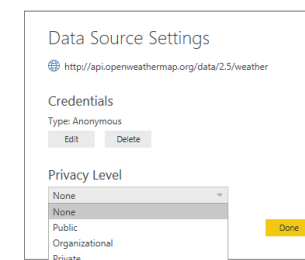 Data Source Settings
http://api.openweathermap.org/data/2.5/weather
Credentials
Type: Anonymous
Edit Delete
Privacy Level
None
None
Public
Done
Organizational
Private